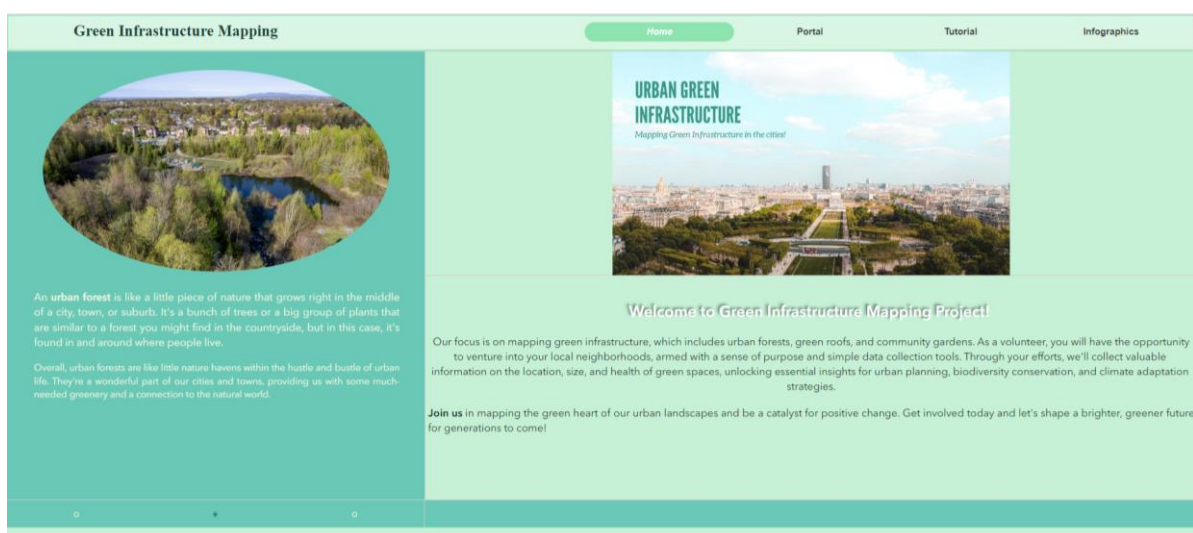 Green Infrastructure Mapping
Home
Portal
Tutorial
Infographics
An urban forest is like a little piece of nature that grows right in the middle
of a city, town, or suburb. It's a bunch of trees or a big group of plants that
are similar to a forest you might find in the countryside, but in this case, it's
found in and around where people live.
Overall, urban forests are like little nature havens within the hustle and bustle of urban
life. They're a wonderful part of our cities and towns, providing us with some much-
needed greenery and a connection to the natural world.
URBAN GREEN
INFRASTRUCTURE
Mapping Green Infrastructure in the cities!
Welcome to Green Infrastructure Mapping Project!
Our focus is on mapping green infrastructure, which includes urban forests, green roofs, and community gardens. As a volunteer, you will have the opportunity
to venture into your local neighborhoods, armed with a sense of purpose and simple data collection tools. Through your efforts, we'll collect valuable
information on the location, size, and health of green spaces, unlocking essential insights for urban planning, biodiversity conservation, and climate adaptation
strategies.
Join us in mapping the green heart of our urban landscapes and be a catalyst for positive change. Get involved today and let's shape a brighter, greener future
for generations to come!